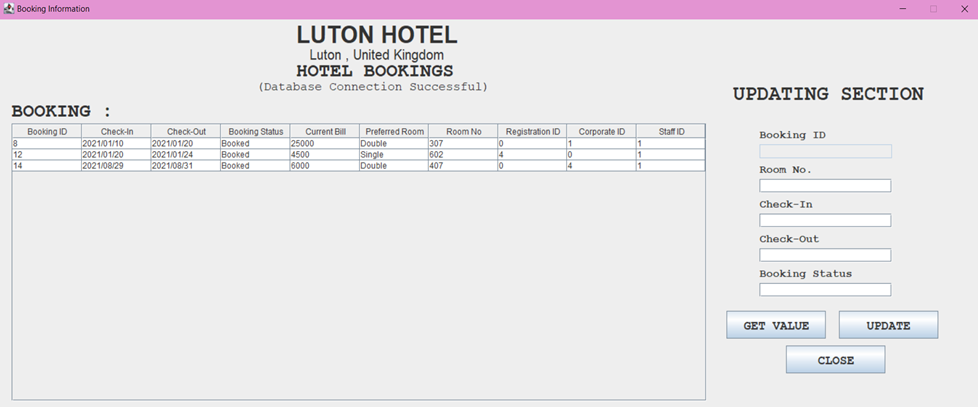 Booking Information
LUTON HOTEL
Luton , United Kingdom
HOTEL BOOKINGS
(Database Connection Successful)
BOOKING :
Booking ID Check-In Check-Out Booking Status Current Bill Preferred Room Room No Registration ID Corporate ID Staff ID
8 2021/01/10 2021/01/20 Booked 25000 Double 307 0 1 1
12 2021/01/20 2021/01/24 Booked 4500 Single 602 4 0 1
14 2021/08/29 2021/08/31 Booked 6000 Double 407 0 4 1
UPDATING SECTION
Booking ID
Room No.
Check-In
Check-Out
Booking Status
GET VALUE UPDATE
CLOSE